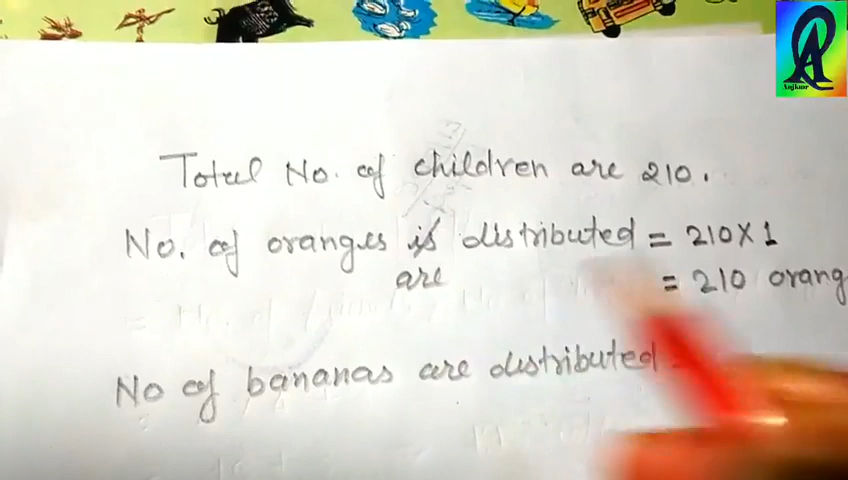 Total No. of children are 210.
No. of oranges is distributed = 210 X 1
are
= 210 orang
No of bananas are distributed =
Anjkuar